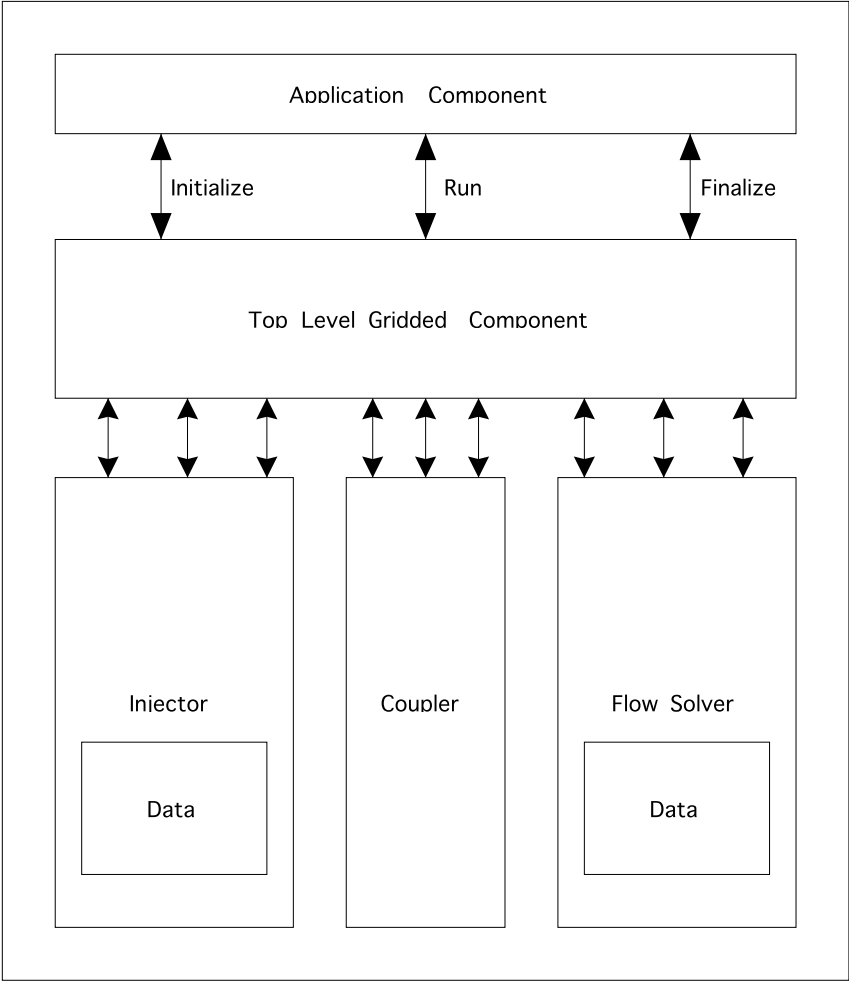 Application Component
Initialize
Run
Finalize
Top Level Gridded Component
Injector
Coupler
Flow Solver
Data
Data